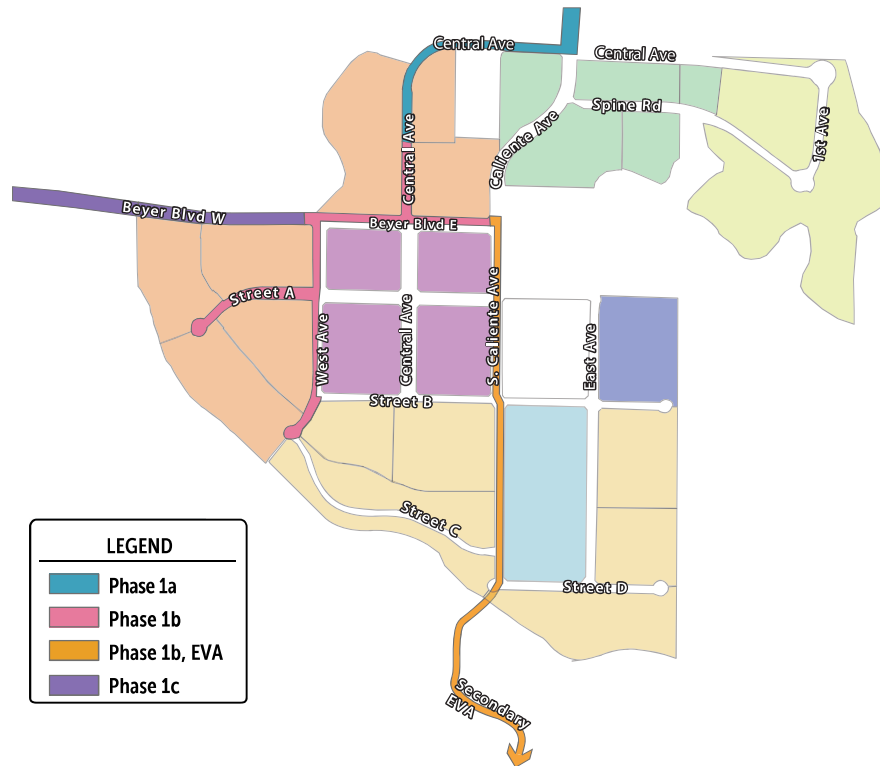 Central Ave
Central Ave
Spine Rd
1st Ave
Caliente Ave
Central Ave
Beyer Blvd W
Beyer Blvd E
Street A
West Ave
Central Ave
S. Caliente Ave
East Ave
Street B
Street C
Street D
Secondary
EVA
LEGEND
Phase 1a
Phase 1b
Phase 1b, EVA
Phase 1c